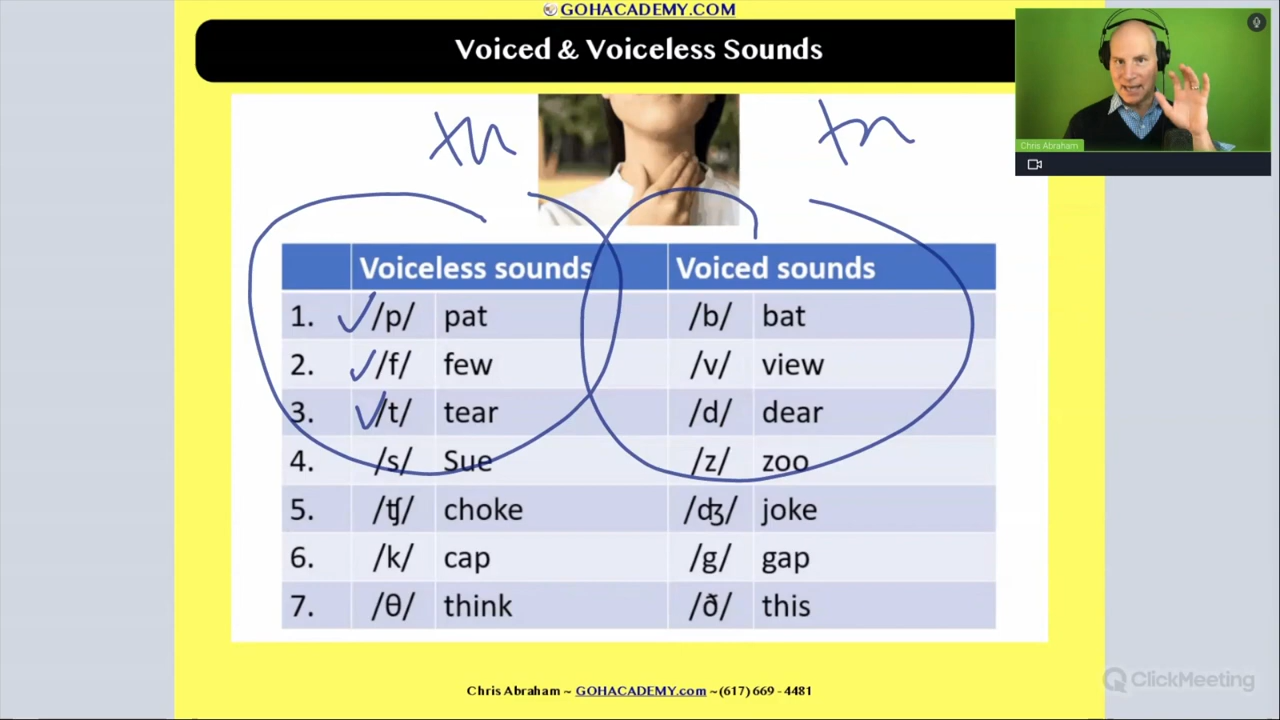 GOHACADEMY.COM
Voiced & Voiceless Sounds
Chris Abraham
Voiceless sounds Voiced sounds
1. /p/ pat /b/ bat
2. /f/ few /v/ view
3. /t/ tear /d/ dear
4. /s/ Sue /z/ zoo
5. /ʧ/ choke /ʤ/ joke
6. /k/ cap /g/ gap
7. /θ/ think /ð/ this
ClickMeeting
Chris Abraham ~ GOHACADEMY.com ~(617) 669 - 4481